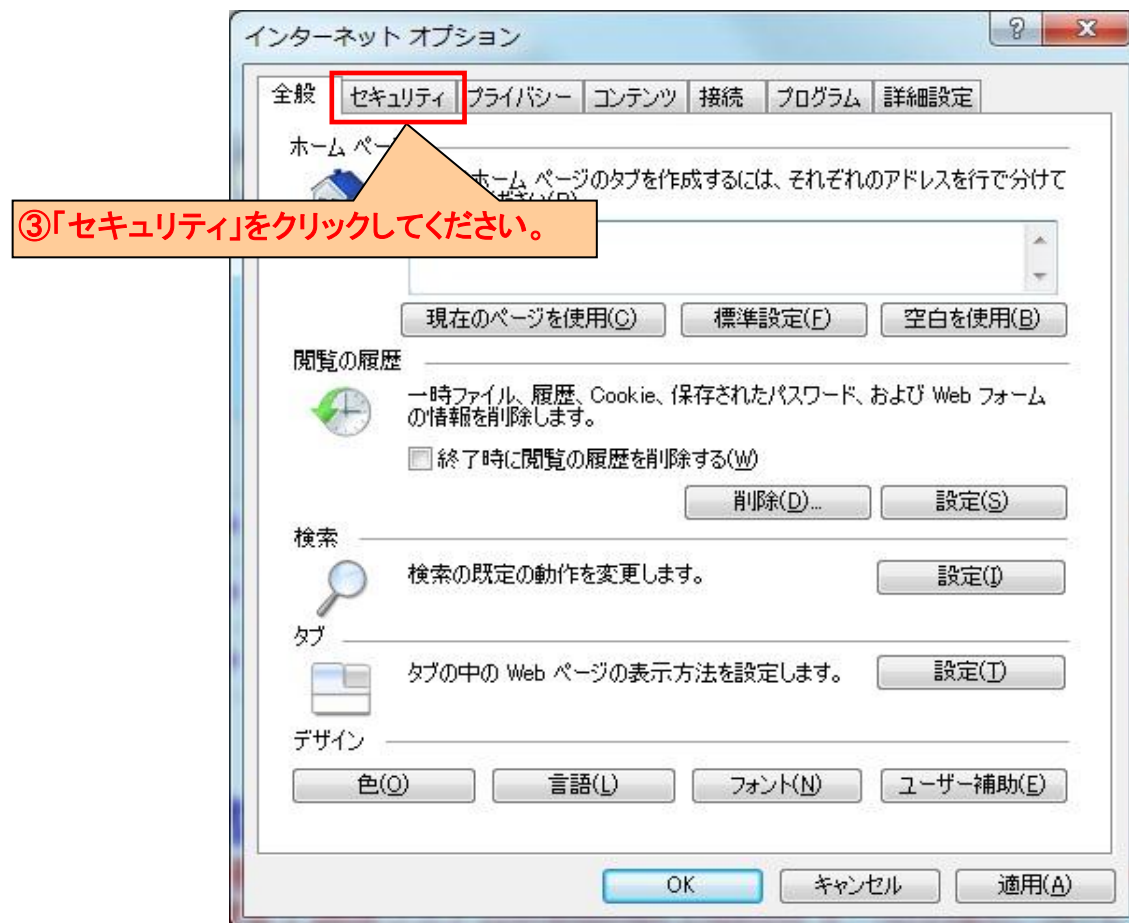 インターネット オプション
全般 セキュリティ プライバシー コンテンツ 接続 プログラム 詳細設定
ホーム ペー
ホーム ページのタブを作成するには、それぞれのアドレスを行で分けて
③「セキュリティ」をクリックしてください。
現在のページを使用(C) 標準設定(F) 空白を使用(B)
閲覧の履歴
一時ファイル、履歴、Cookie、保存されたパスワード、および Web フォーム
の情報を削除します。
終了時に閲覧の履歴を削除する(W)
削除(D)... 設定(S)
検索
検索の既定の動作を変更します。 設定(I)
タブ
タブの中の Web ページの表示方法を設定します。 設定(T)
デザイン
色(O) 言語(L) フォント(N) ユーザー補助(E)
OK キャンセル 適用(A)